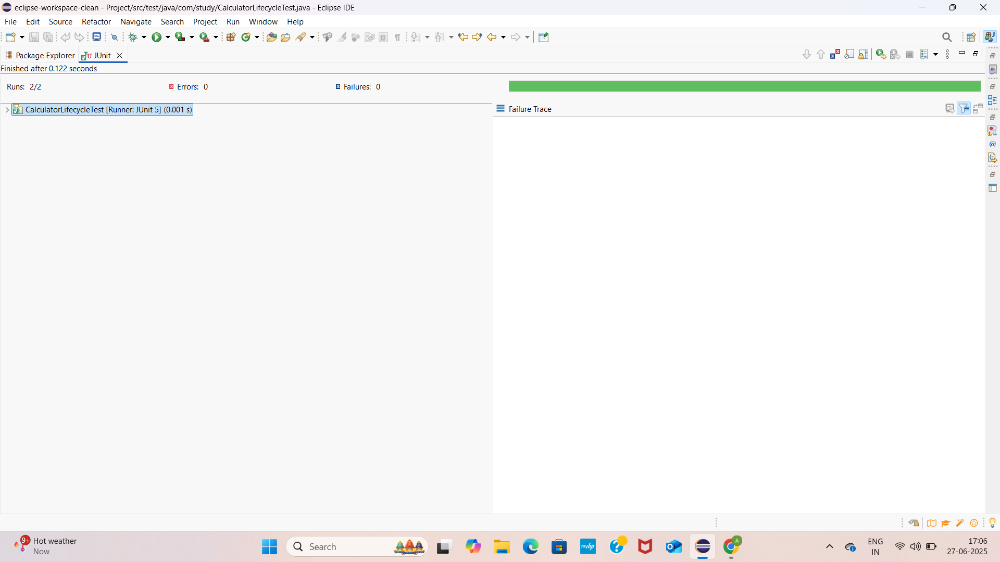 eclipse-workspace-clean - Project/src/test/java/com/study/CalculatorLifecycleTest.java - Eclipse IDE
File Edit Source Refactor Navigate Search Project Run Window Help
Package Explorer JUnit
Finished after 0.122 seconds
Runs: 2/2 Errors: 0 Failures: 0
CalculatorLifecycleTest [Runner: JUnit 5] (0.001 s)
Failure Trace
9+ Hot weather
Now
Search
myhp
A
ENG
IN
17:06
27-06-2025